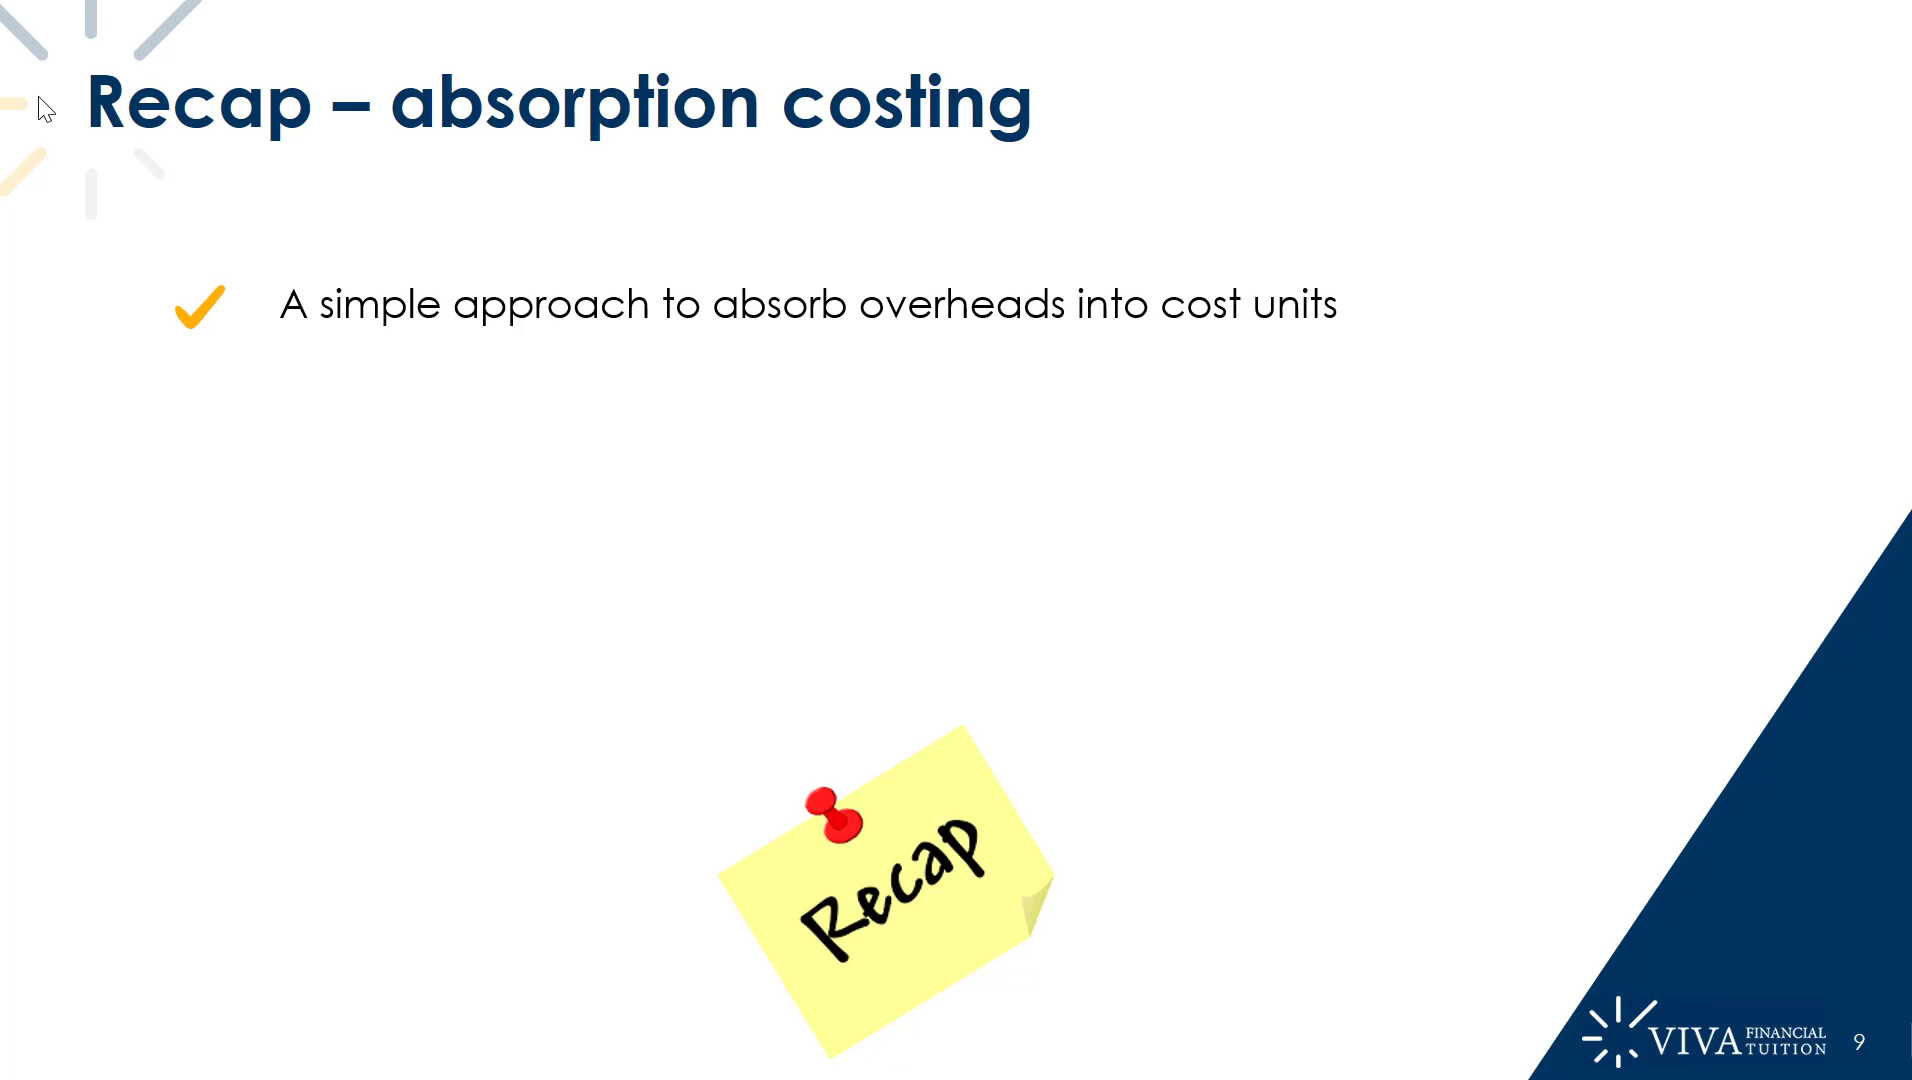 Recap – absorption costing
A simple approach to absorb overheads into cost units
Recap
VIVA FINANCIAL TUITION
9